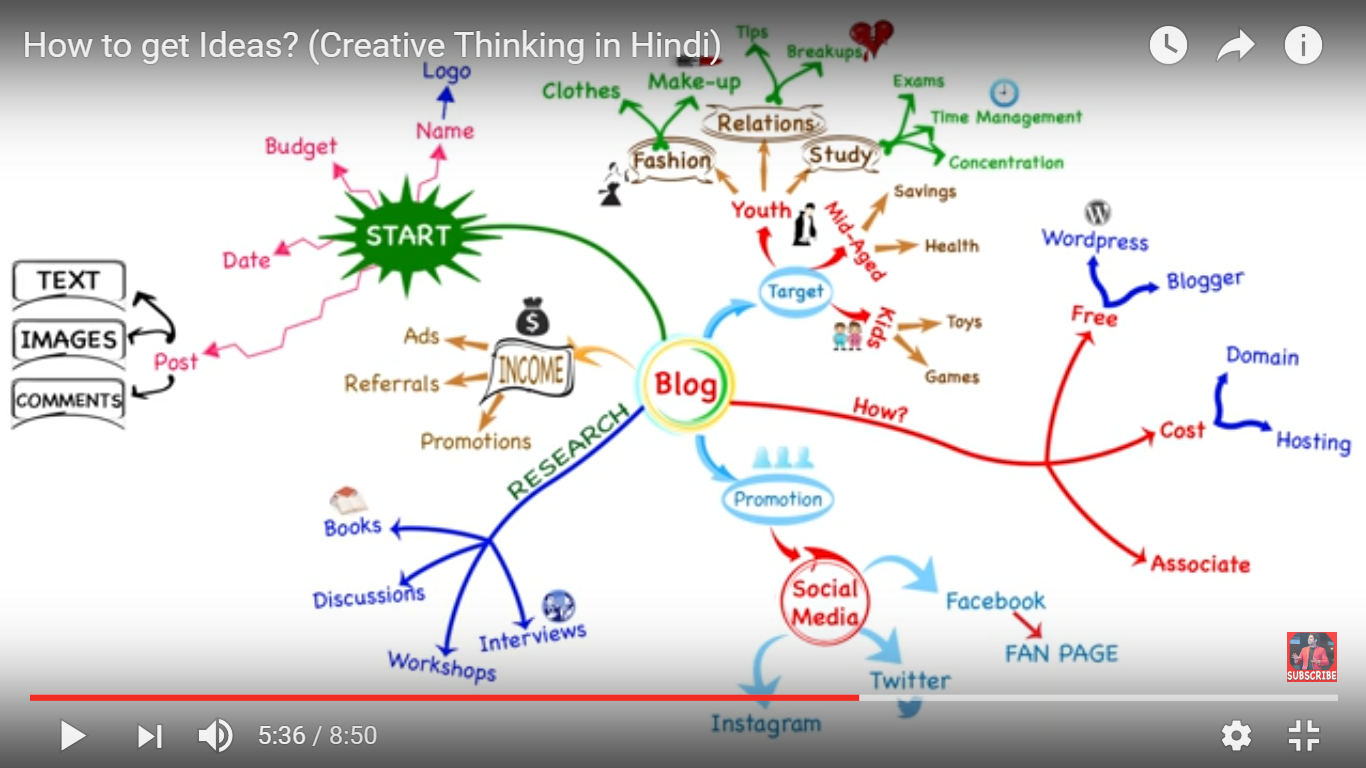 How to get Ideas? (Creative Thinking in Hindi)
Logo
Name
Budget
START
Date
Post
TEXT
IMAGES
COMMENTS
Clothes
Make-up
Tips
Breakups
Exams
Time Management
Concentration
Fashion
Relations
Study
Youth
Mid-Aged
Savings
Health
Target
Kids
Toys
Games
Ads
Referrals
Promotions
$
INCOME
Blog
How?
Free
Wordpress
W
Blogger
Cost
Domain
Hosting
Associate
RESEARCH
Books
Discussions
Workshops
Interviews
Promotion
Social
Media
Facebook
FAN PAGE
Twitter
Instagram
SUBSCRIBE
5:36 / 8:50